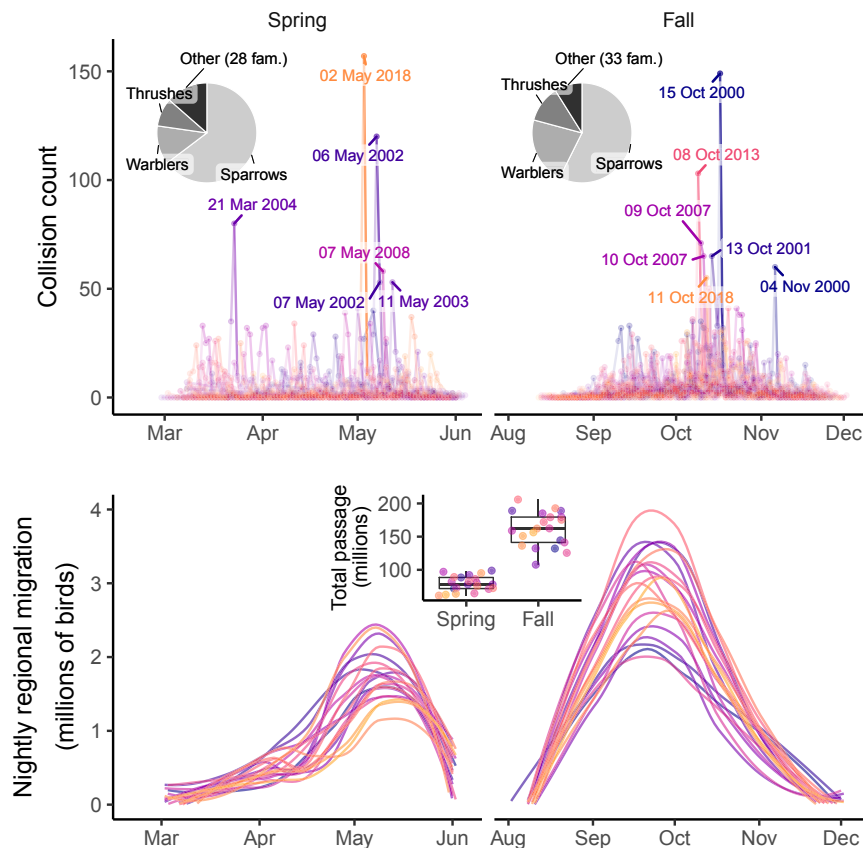 Spring
Fall
Collision count
150
100
50
0
Other (28 fam.)
Thrushes
Warblers
Sparrows
02 May 2018
06 May 2002
21 Mar 2004
07 May 2008
07 May 2002
11 May 2003
Mar
Apr
May
Jun
Other (33 fam.)
Thrushes
Warblers
Sparrows
15 Oct 2000
08 Oct 2013
09 Oct 2007
10 Oct 2007
13 Oct 2001
11 Oct 2018
04 Nov 2000
Aug
Sep
Oct
Nov
Dec
Nightly regional migration
(millions of birds)
4
3
2
1
0
Total passage
(millions)
200
150
100
Spring
Fall
Mar
Apr
May
Jun
Aug
Sep
Oct
Nov
Dec